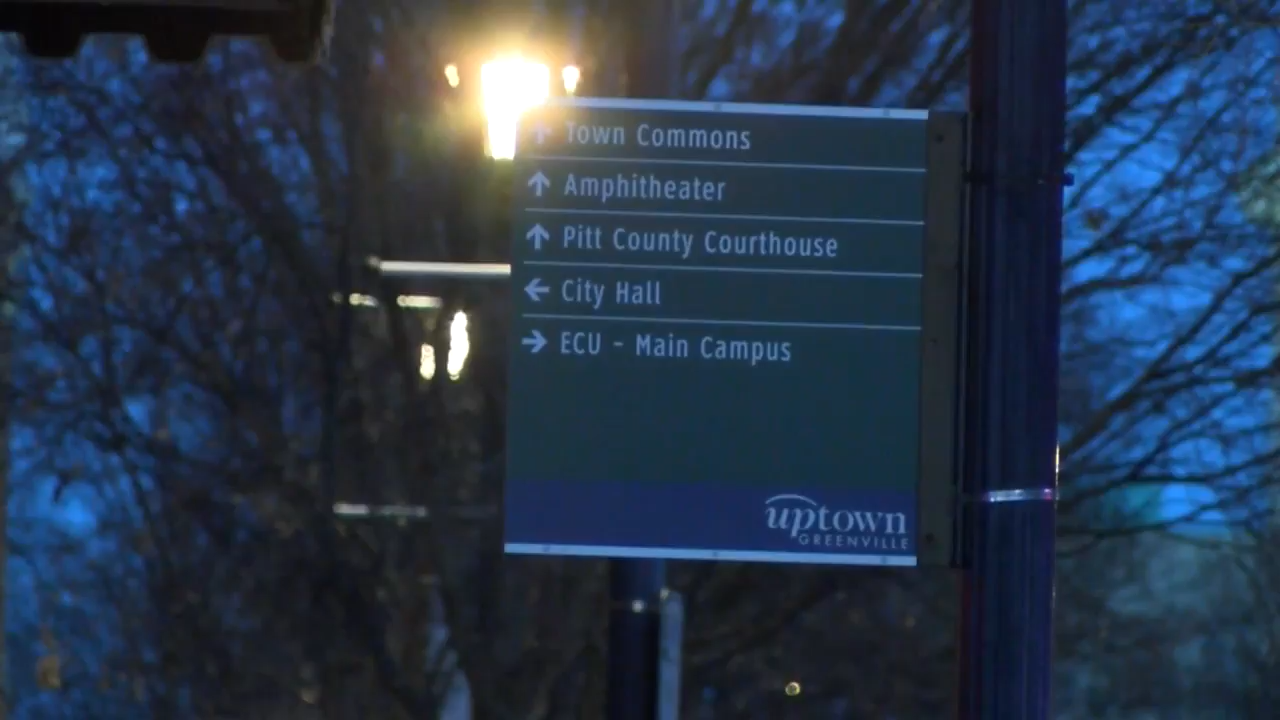 ↑ Town Commons
↑ Amphitheater
↑ Pitt County Courthouse
← City Hall
→ ECU - Main Campus
uptown
GREENVILLE